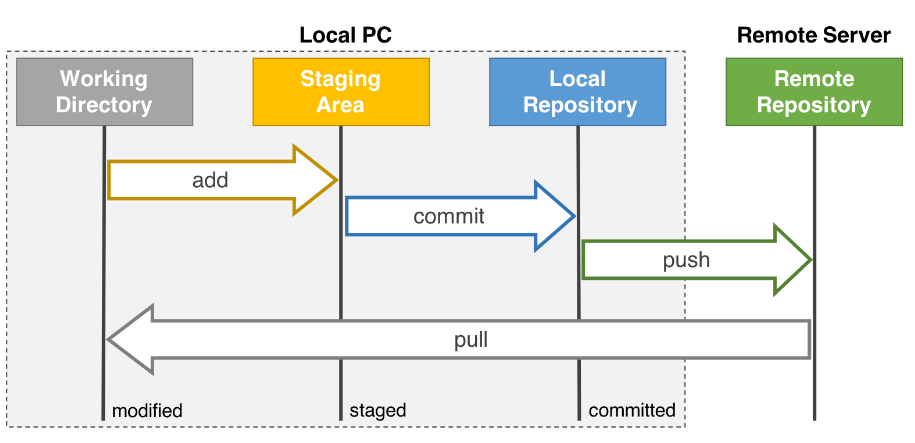 Local PC
Remote Server
Working
Directory
Staging
Area
Local
Repository
Remote
Repository
add
commit
push
pull
modified
staged
committed